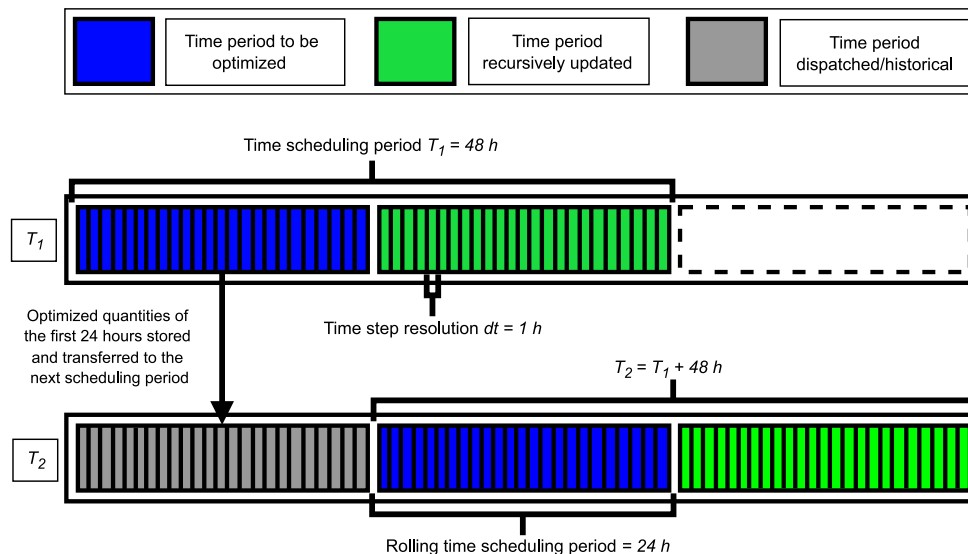 Time period to be
optimized
Time period
recursively updated
Time period
dispatched/historical
Time scheduling period T₁ = 48 h
T₁
Time step resolution dt = 1 h
Optimized quantities of
the first 24 hours stored
and transferred to the
next scheduling period
T₂ = T₁ + 48 h
T₂
Rolling time scheduling period = 24 h